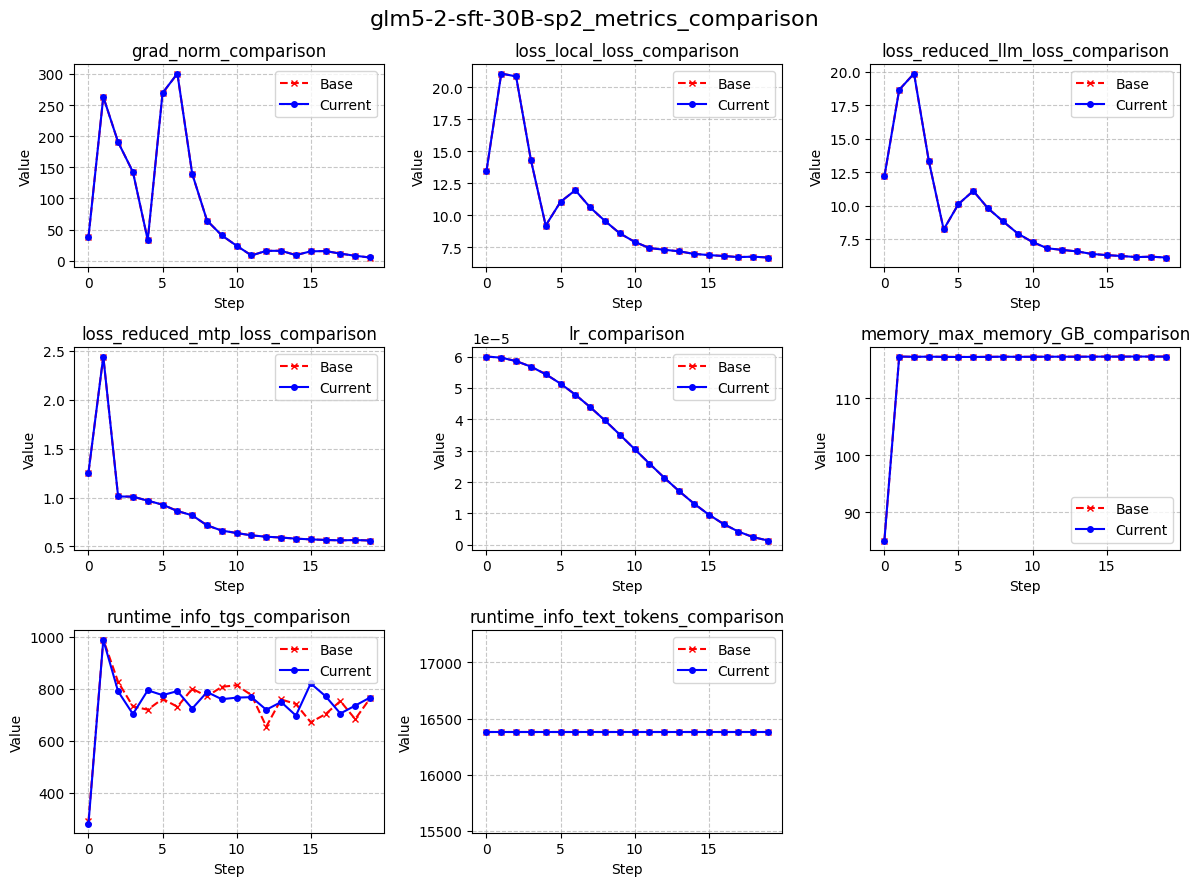 glm5-2-sft-30B-sp2_metrics_comparison
grad_norm_comparison
300
250
200
150
100
50
0
Value
0 5 10 15
Step
Base
Current
loss_local_loss_comparison
20.0
17.5
15.0
12.5
10.0
7.5
Value
0 5 10 15
Step
Base
Current
loss_reduced_llm_loss_comparison
20.0
17.5
15.0
12.5
10.0
7.5
Value
0 5 10 15
Step
Base
Current
loss_reduced_mtp_loss_comparison
2.5
2.0
1.5
1.0
0.5
Value
0 5 10 15
Step
Base
Current
lr_comparison
1e−5
6
5
4
3
2
1
0
Value
0 5 10 15
Step
Base
Current
memory_max_memory_GB_comparison
110
100
90
Value
0 5 10 15
Step
Base
Current
runtime_info_tgs_comparison
1000
800
600
400
Value
0 5 10 15
Step
Base
Current
runtime_info_text_tokens_comparison
17000
16500
16000
15500
Value
0 5 10 15
Step
Base
Current